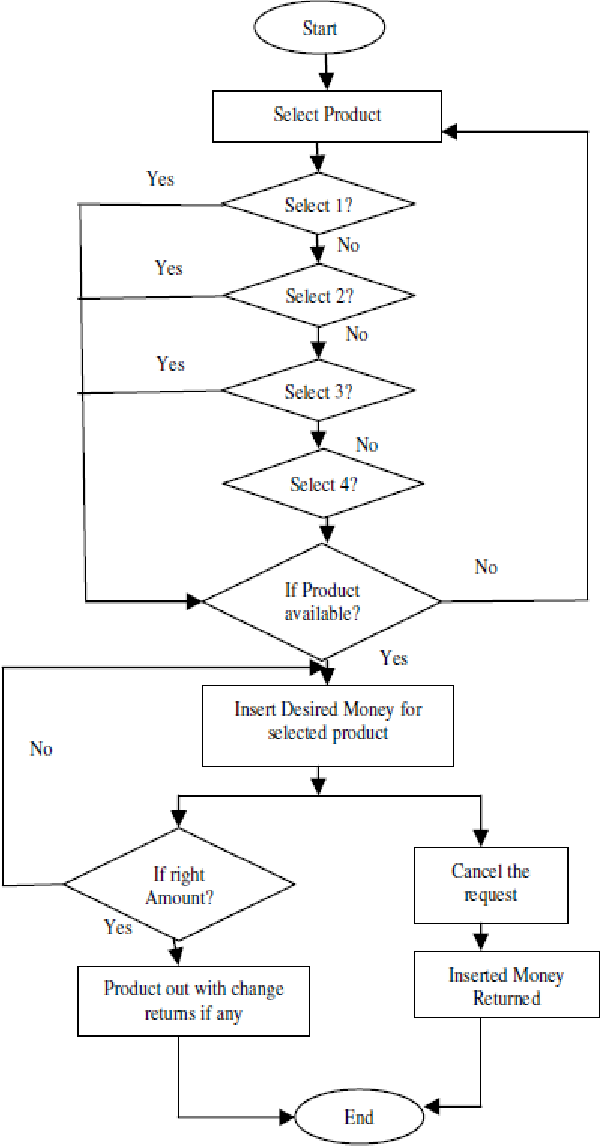 Start
Select Product
Yes
Select 1?
No
Yes
Select 2?
No
Yes
Select 3?
No
Select 4?
No
If Product
available?
Yes
Insert Desired Money for
selected product
No
If right
Amount?
Cancel the
request
Yes
Product out with change
returns if any
Inserted Money
Returned
End